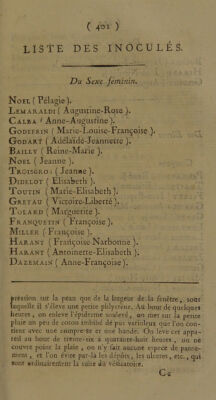 ( 401 )
LISTE DES INOCULÉS.
Du Sexe féminin.
NOEL ( Pélagie ).
LEMARALDI ( Augustine-Rose ).
CALBA ( Anne-Augustine ).
GODEFRIN ( Marie-Louise-Françoise ).
GODART ( Adélaïde-Jeannette ).
BAILLY ( Reine-Marie ).
NOEL ( Jeanne ).
TROISGROS ( Jeanne ).
DIDELOT ( Elisabeth ).
TOUTIN ( Marie-Elisabeth ).
GRETAU ( Victoire-Liberté ).
TOLARD ( Marguerite ).
FRANQUETIN ( Françoise ).
MILLER ( Françoise ).
HARANT ( Françoise-Narbonne ).
HARANT ( Antoinette-Elisabeth ).
DAZEMAIN ( Anne-Françoise ).
pression sur la peau que de la largeur de la fenêtre, sous
laquelle il s'élève une petite phlyctène. Au bout de quelques
heures, on enleve l'épiderme soulevé, on met sur la petite
plaie un peu de coton imbibé de pus varioleux que l'on con-
tient avec une compresse et une bande. On leve cet appa-
reil au bout de trente-six à quarante-huit heures, on ne
couvre point la plaie, on n'y fait aucune espece de panse-
ment, et l'on évite par-là les dépôts, les ulceres, etc., qui
sont ordinairement la suite du vésicatoire.
Cc